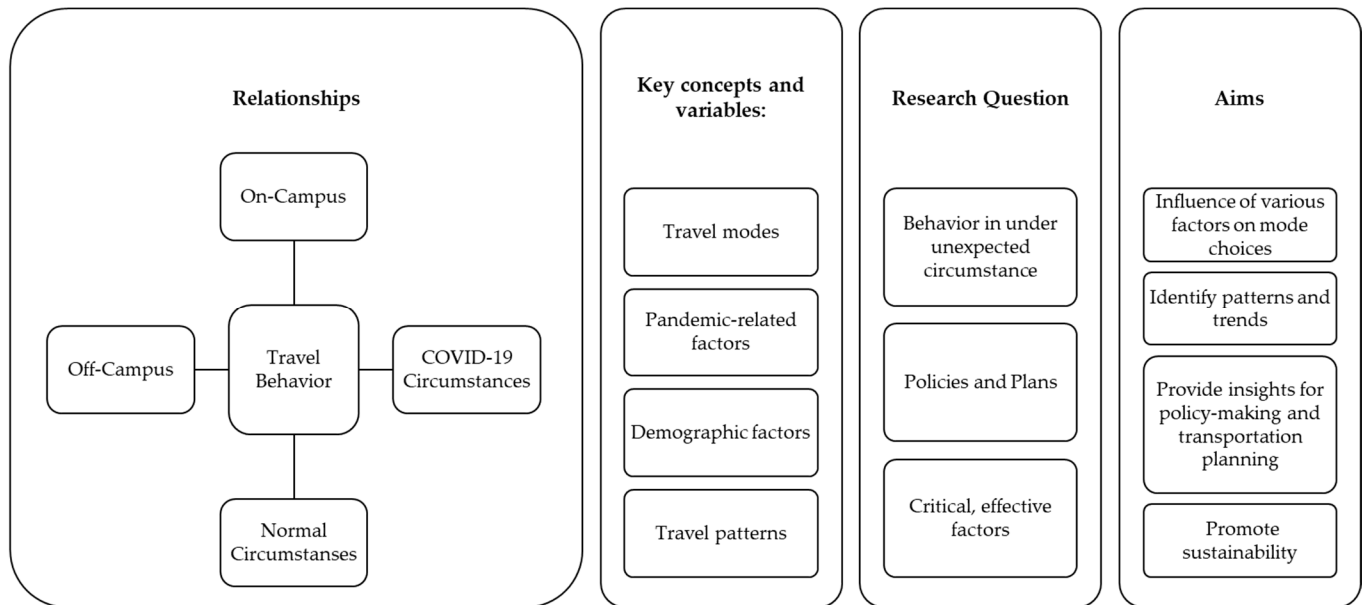 Relationships
On-Campus
Off-Campus
Travel
Behavior
COVID-19
Circumstances
Normal
Circumstanses
Key concepts and
variables:
Travel modes
Pandemic-related
factors
Demographic factors
Travel patterns
Research Question
Behavior in under
unexpected
circumstance
Policies and Plans
Critical, effective
factors
Aims
Influence of various
factors on mode
choices
Identify patterns and
trends
Provide insights for
policy-making and
transportation
planning
Promote
sustainability